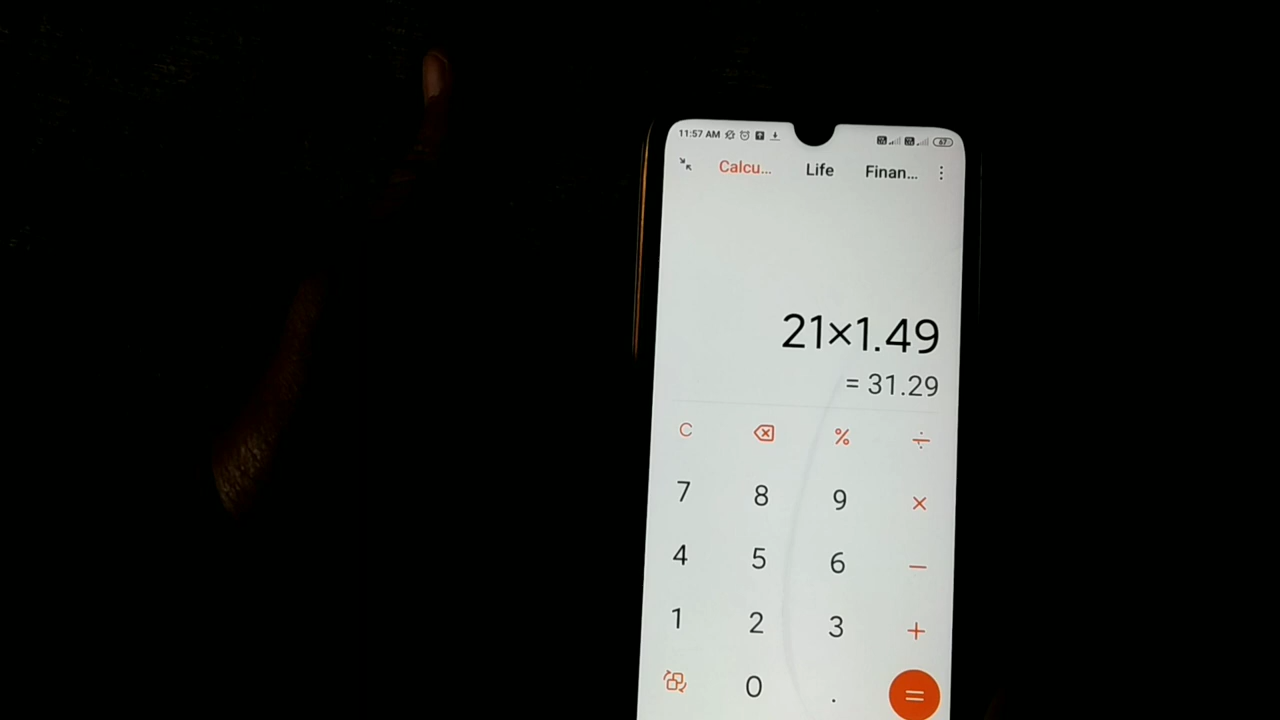 11:57 AM 67
Calcu... Life Finan...
21×1.49
= 31.29
C % ÷
7 8 9 ×
4 5 6 −
1 2 3 +
0 . =